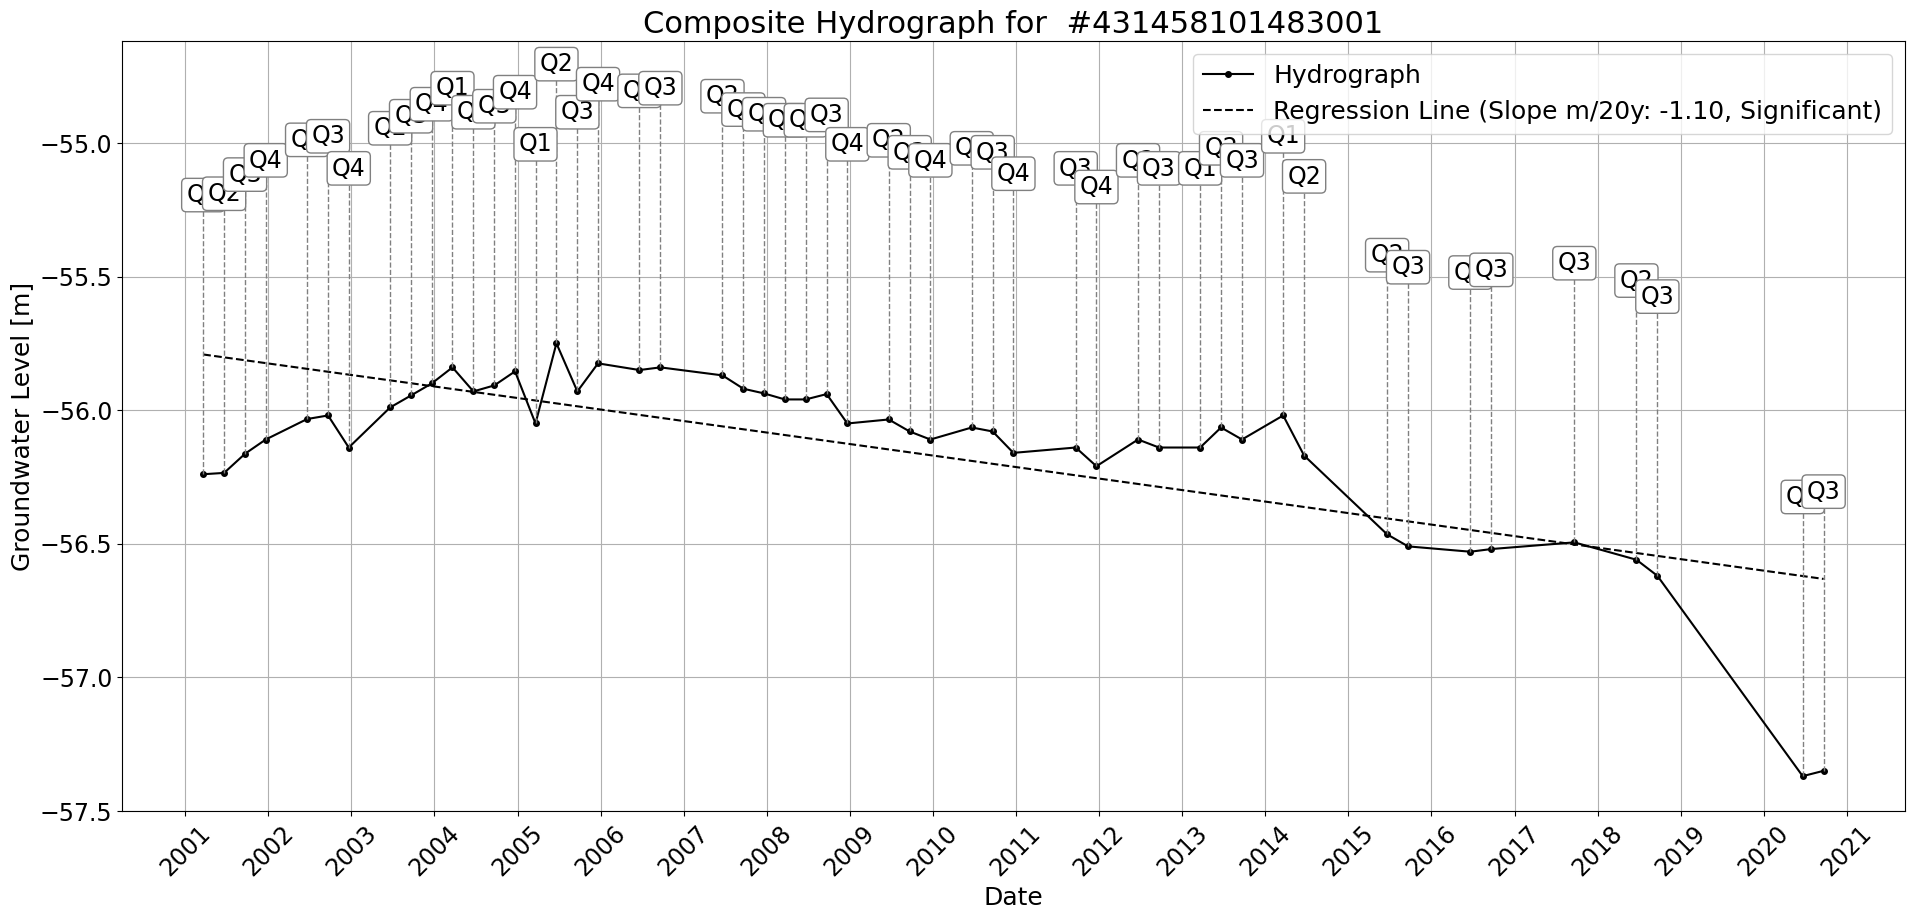 Composite Hydrograph for #431458101483001
Hydrograph
Regression Line (Slope m/20y: -1.10, Significant)
Groundwater Level [m]
−55.0
−55.5
−56.0
−56.5
−57.0
−57.5
Q2
Q4
Q3
Q4
Q1
Q4
Q1
Q2
Q3
Q4
Q3
Q3
Q4
Q4
Q4
Q4
Q3
Q1
Q3
Q1
Q2
Q3
Q3
Q3
Q3
Q3
2001
2002
2003
2004
2005
2006
2007
2008
2009
2010
2011
2012
2013
2014
2015
2016
2017
2018
2019
2020
2021
Date